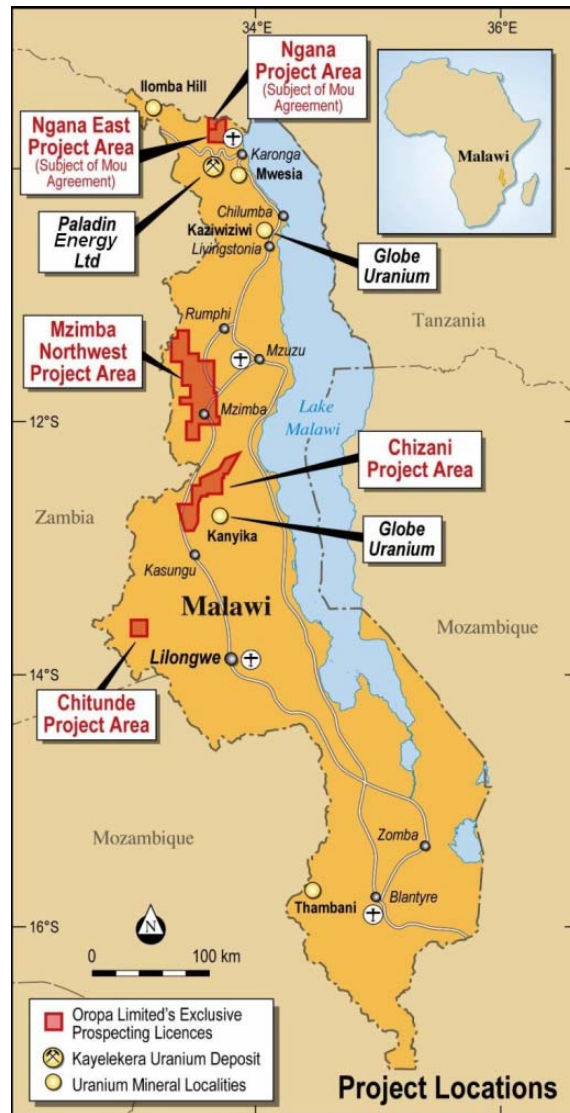 34°E
36°E
Ilomba Hill
Ngana
Project Area
(Subject of Mou
Agreement)
Ngana East
Project Area
(Subject of Mou
Agreement)
Karonga
Mwesia
Malawi
Paladin
Energy
Ltd
Chilumba
Kaziwiziwi
Livingstonia
Globe
Uranium
Tanzania
Rumphi
Mzuzu
Mzimba
Northwest
Project Area
12°S
Mzimba
Lake
Malawi
Chizani
Project Area
Zambia
Kanyika
Globe
Uranium
Kasungu
Malawi
Mozambique
Lilongwe
14°S
Chitunde
Project Area
Mozambique
Zomba
Thambani
Blantyre
16°S
N
0
100 km
Oropa Limited's Exclusive
Prospecting Licences
Kayelekera Uranium Deposit
Uranium Mineral Localities
Project Locations